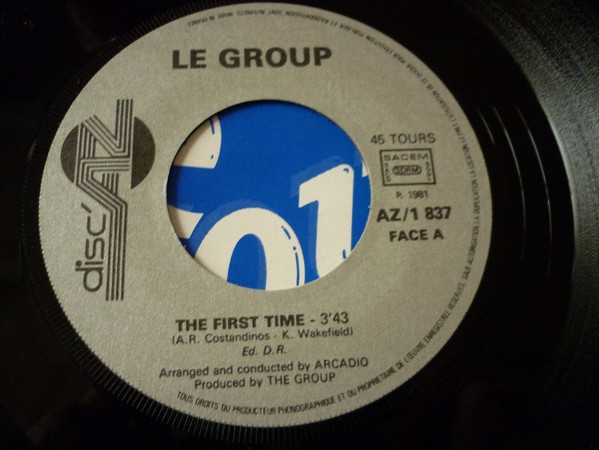 LE GROUP
disc'AZ
45 TOURS
SACEM
SDRM
P. 1981
AZ/1 837
FACE A
THE FIRST TIME - 3'43
(A.R. Costandinos - K. Wakefield)
Ed. D.R.
Arranged and conducted by ARCADIO
Produced by THE GROUP
TOUS DROITS DU PRODUCTEUR PHONOGRAPHIQUE ET DU PROPRIETAIRE DE L'ŒUVRE ENREGISTREE RESERVES.